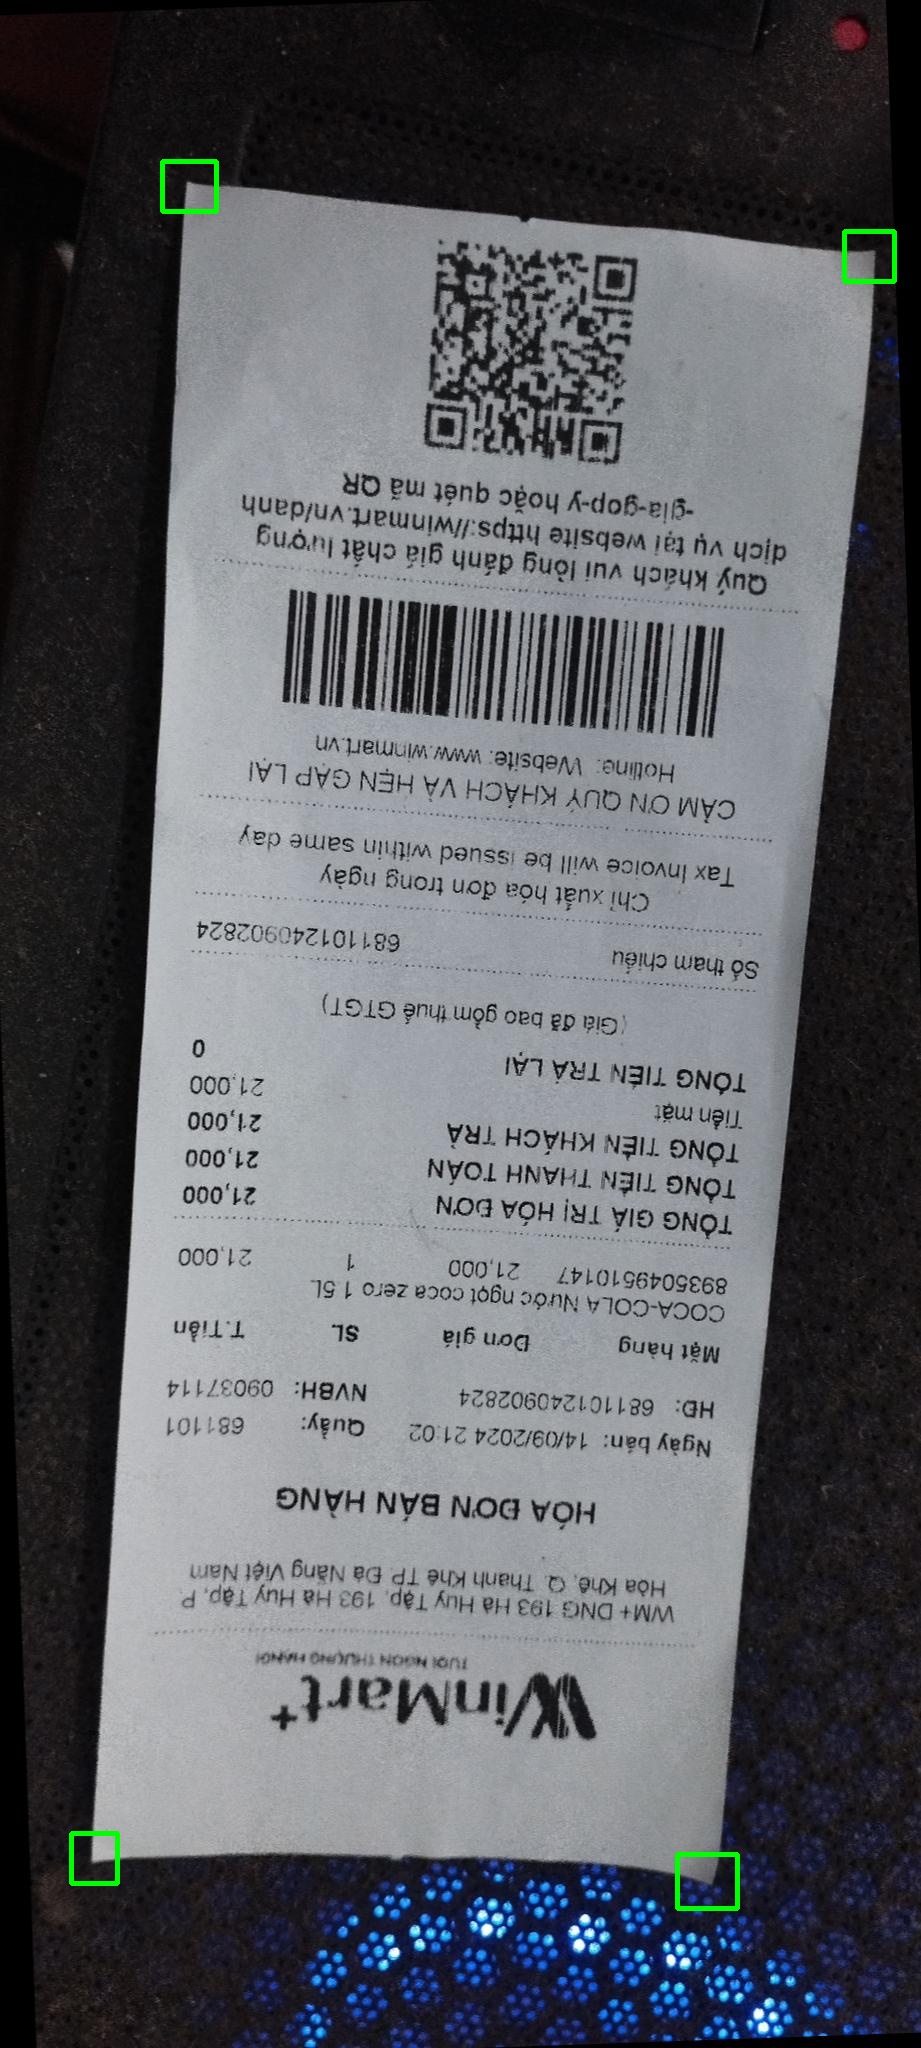 WinMart+
TƯƠI NGON THƯỢNG HẠNG!
WM+ DNG 193 Hà Huy Tập, 193 Hà Huy Tập, P.
Hòa Khê, Q. Thanh Khê TP. Đà Nẵng Việt Nam
HÓA ĐƠN BÁN HÀNG
Ngày bán: 14/09/2024 21:02 Quầy: 681101
HĐ: 68110124090​2824 NVBH: 09037114
Mặt hàng Đơn giá SL T.Tiền
COCA-COLA Nước ngọt coca zero 1.5L
8935049510147 21,000 1 21,000
TỔNG GIÁ TRỊ HÓA ĐƠN 21,000
TỔNG TIỀN THANH TOÁN 21,000
TỔNG TIỀN KHÁCH TRẢ 21,000
Tiền mặt 21,000
TỔNG TIỀN TRẢ LẠI 0
(Giá đã bao gồm thuế GTGT)
Số tham chiếu 681101240902824
Chỉ xuất hóa đơn trong ngày
Tax Invoice will be issued within same day
CẢM ƠN QUÝ KHÁCH VÀ HẸN GẶP LẠI
Hotline: Website: www.winmart.vn
Quý khách vui lòng đánh giá chất lượng
dịch vụ tại website https://winmart.vn/danh
-gia-gop-y hoặc quét mã QR